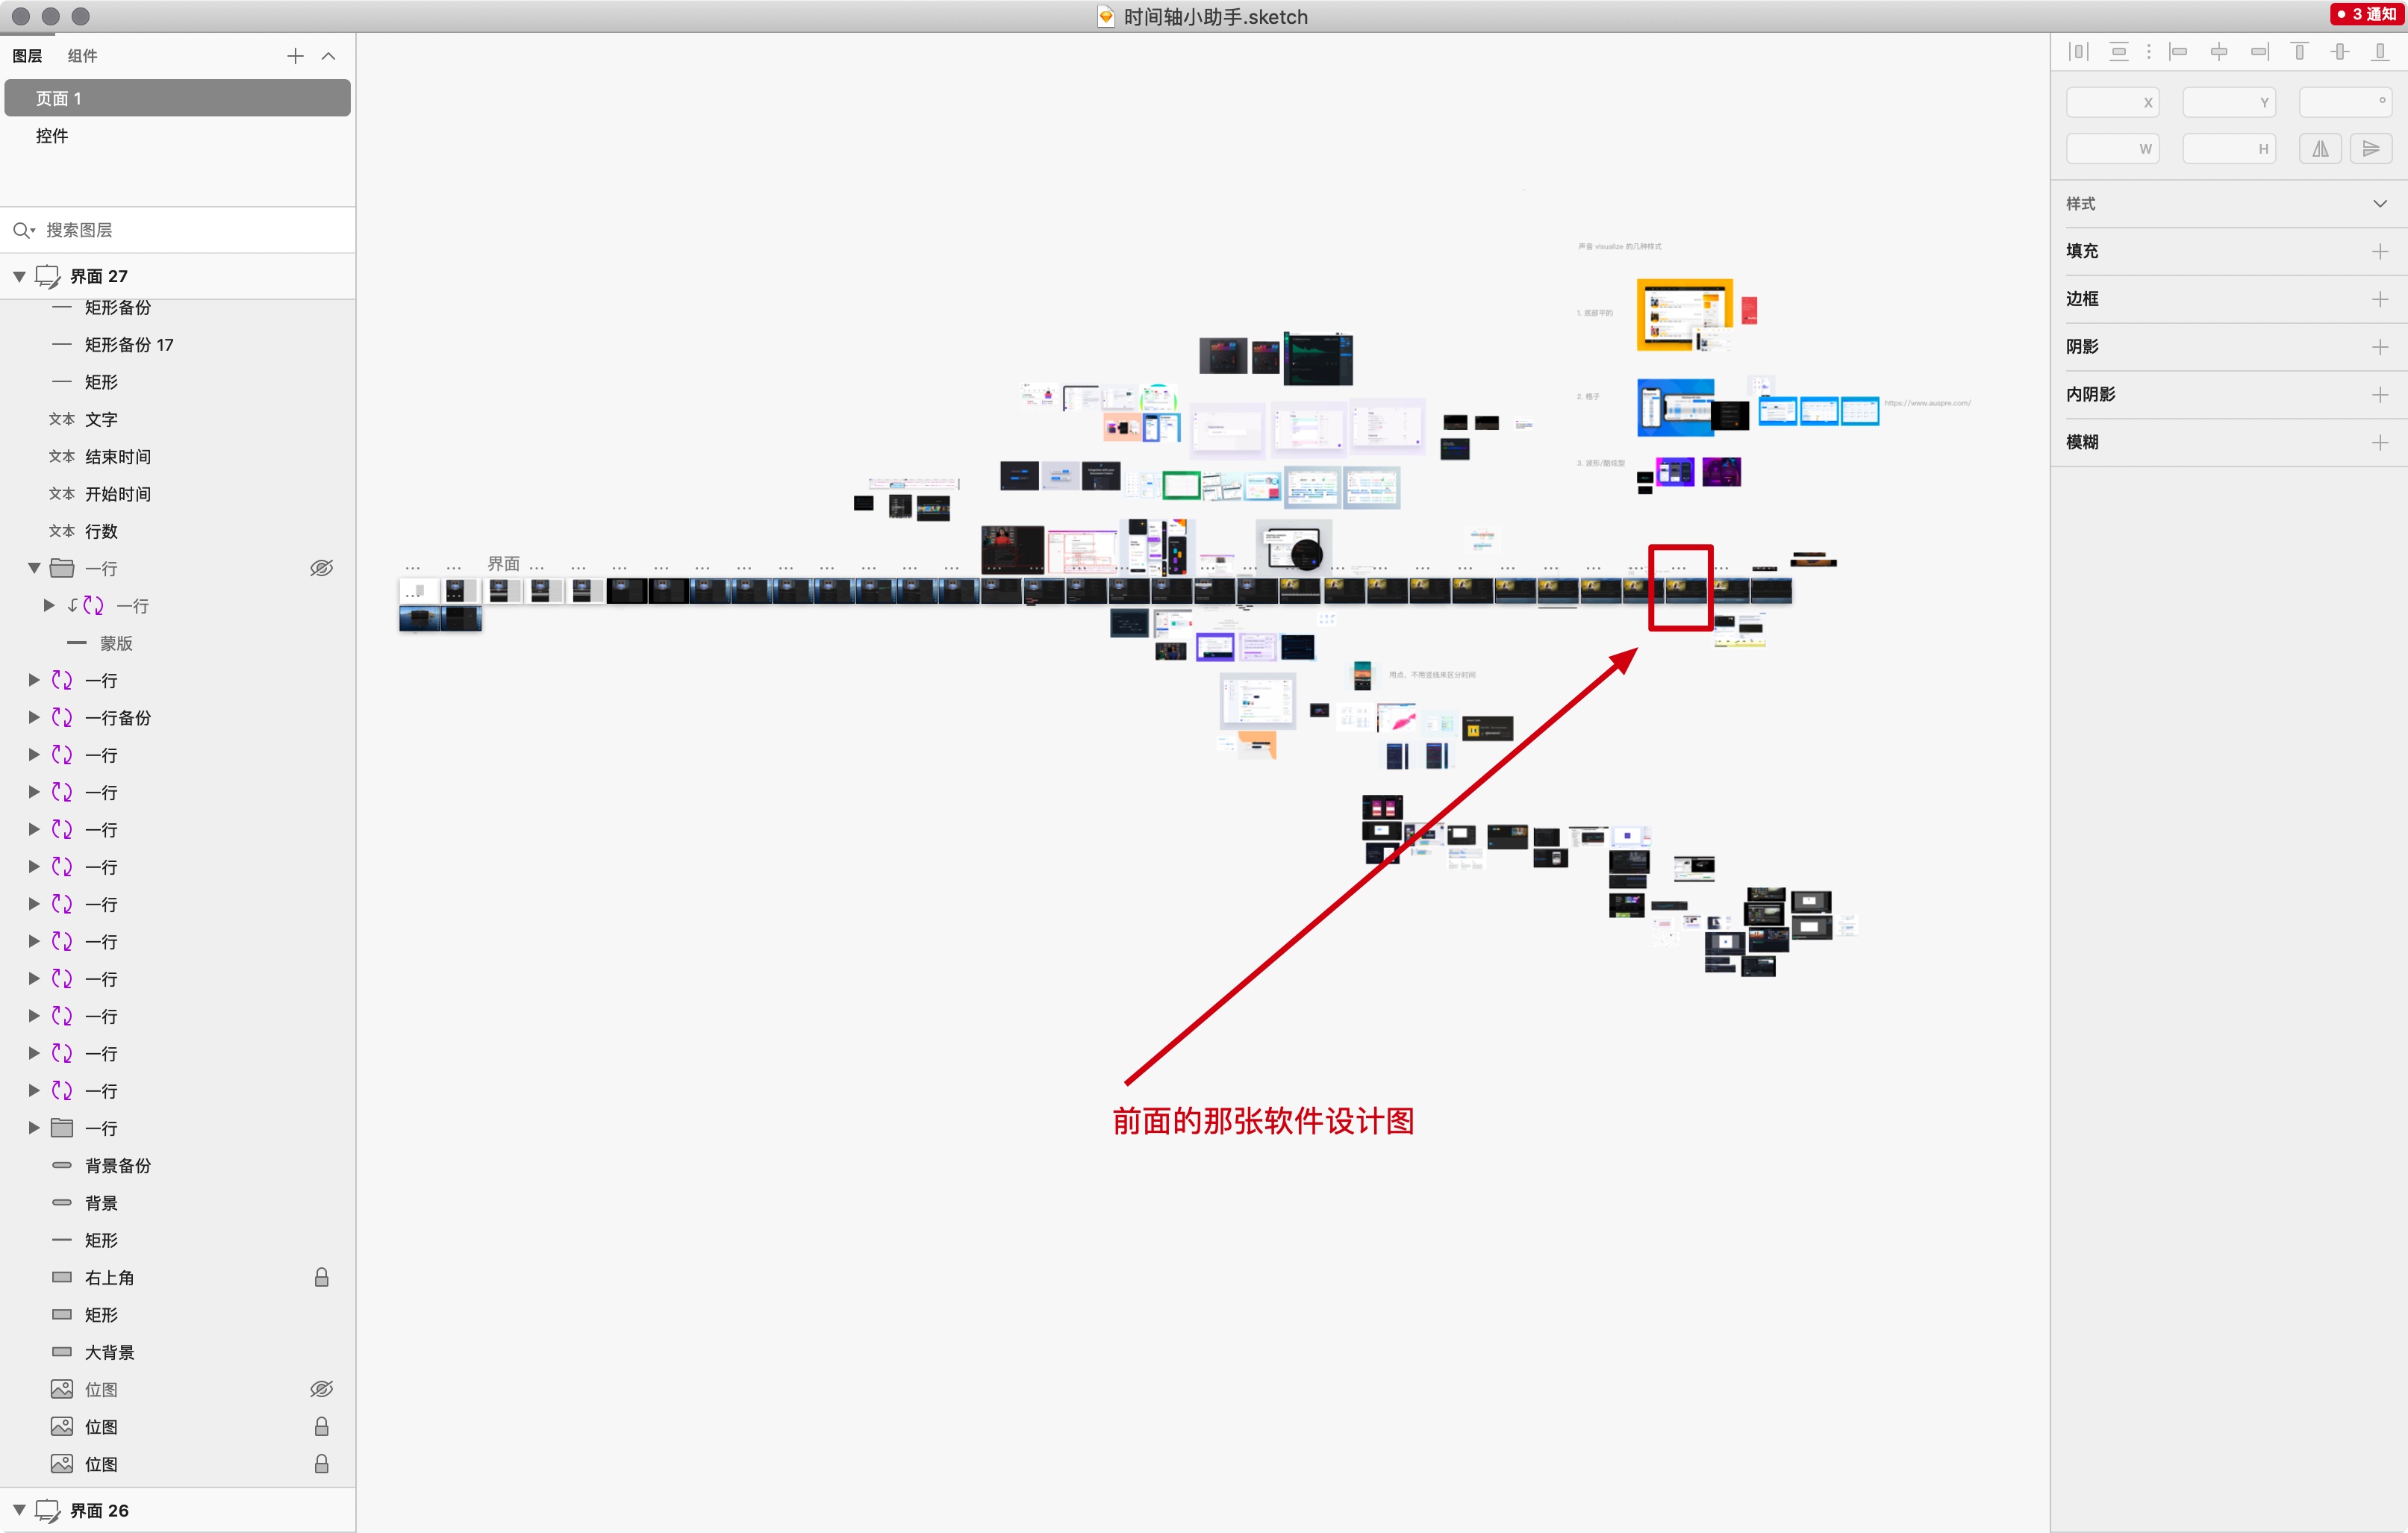 时间轴小助手.sketch
3 通知
图层
组件
页面 1
控件
搜索图层
界面 27
矩形备份
矩形备份 17
矩形
文本 文字
文本 结束时间
文本 开始时间
文本 行数
一行
一行
蒙版
一行
一行备份
一行
一行
一行
一行
一行
一行
一行
一行
一行
一行
一行
背景备份
背景
矩形
右上角
矩形
大背景
位图
位图
位图
界面 26
界面
声音 visualize 的几种样式
1. 底部平的
2. 格子
https://www.auspre.com/
3. 波形/酷炫型
用点，不用竖线来区分时间
前面的那张软件设计图
X
Y
°
W
H
样式
填充
边框
阴影
内阴影
模糊